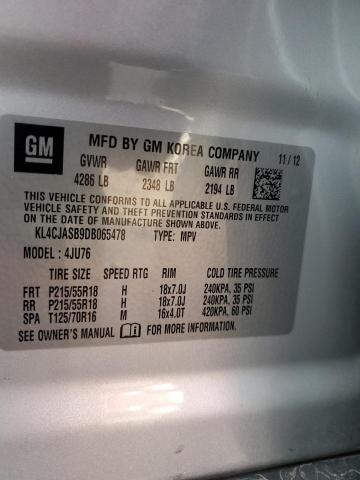 GM
MFD BY GM KOREA COMPANY 11/12
GVWR GAWR FRT GAWR RR
4286 LB 2348 LB 2194 LB
THIS VEHICLE CONFORMS TO ALL APPLICABLE U.S. FEDERAL MOTOR
VEHICLE SAFETY, BUMPER, AND THEFT PREVENTION STANDARDS IN
EFFECT ON THE DATE OF MANUFACTURE SHOWN ABOVE.
KL4CJASB9DB065478 TYPE: MPV
MODEL : 4JU76
TIRE SIZE SPEED RTG RIM COLD TIRE PRESSURE
FRT P215/55R18 H 18x7.0J 240KPA, 35 PSI
RR P215/55R18 H 18x7.0J 240KPA, 35 PSI
SPA T125/70R16 M 16x4.0T 420KPA, 60 PSI
SEE OWNER'S MANUAL FOR MORE INFORMATION.